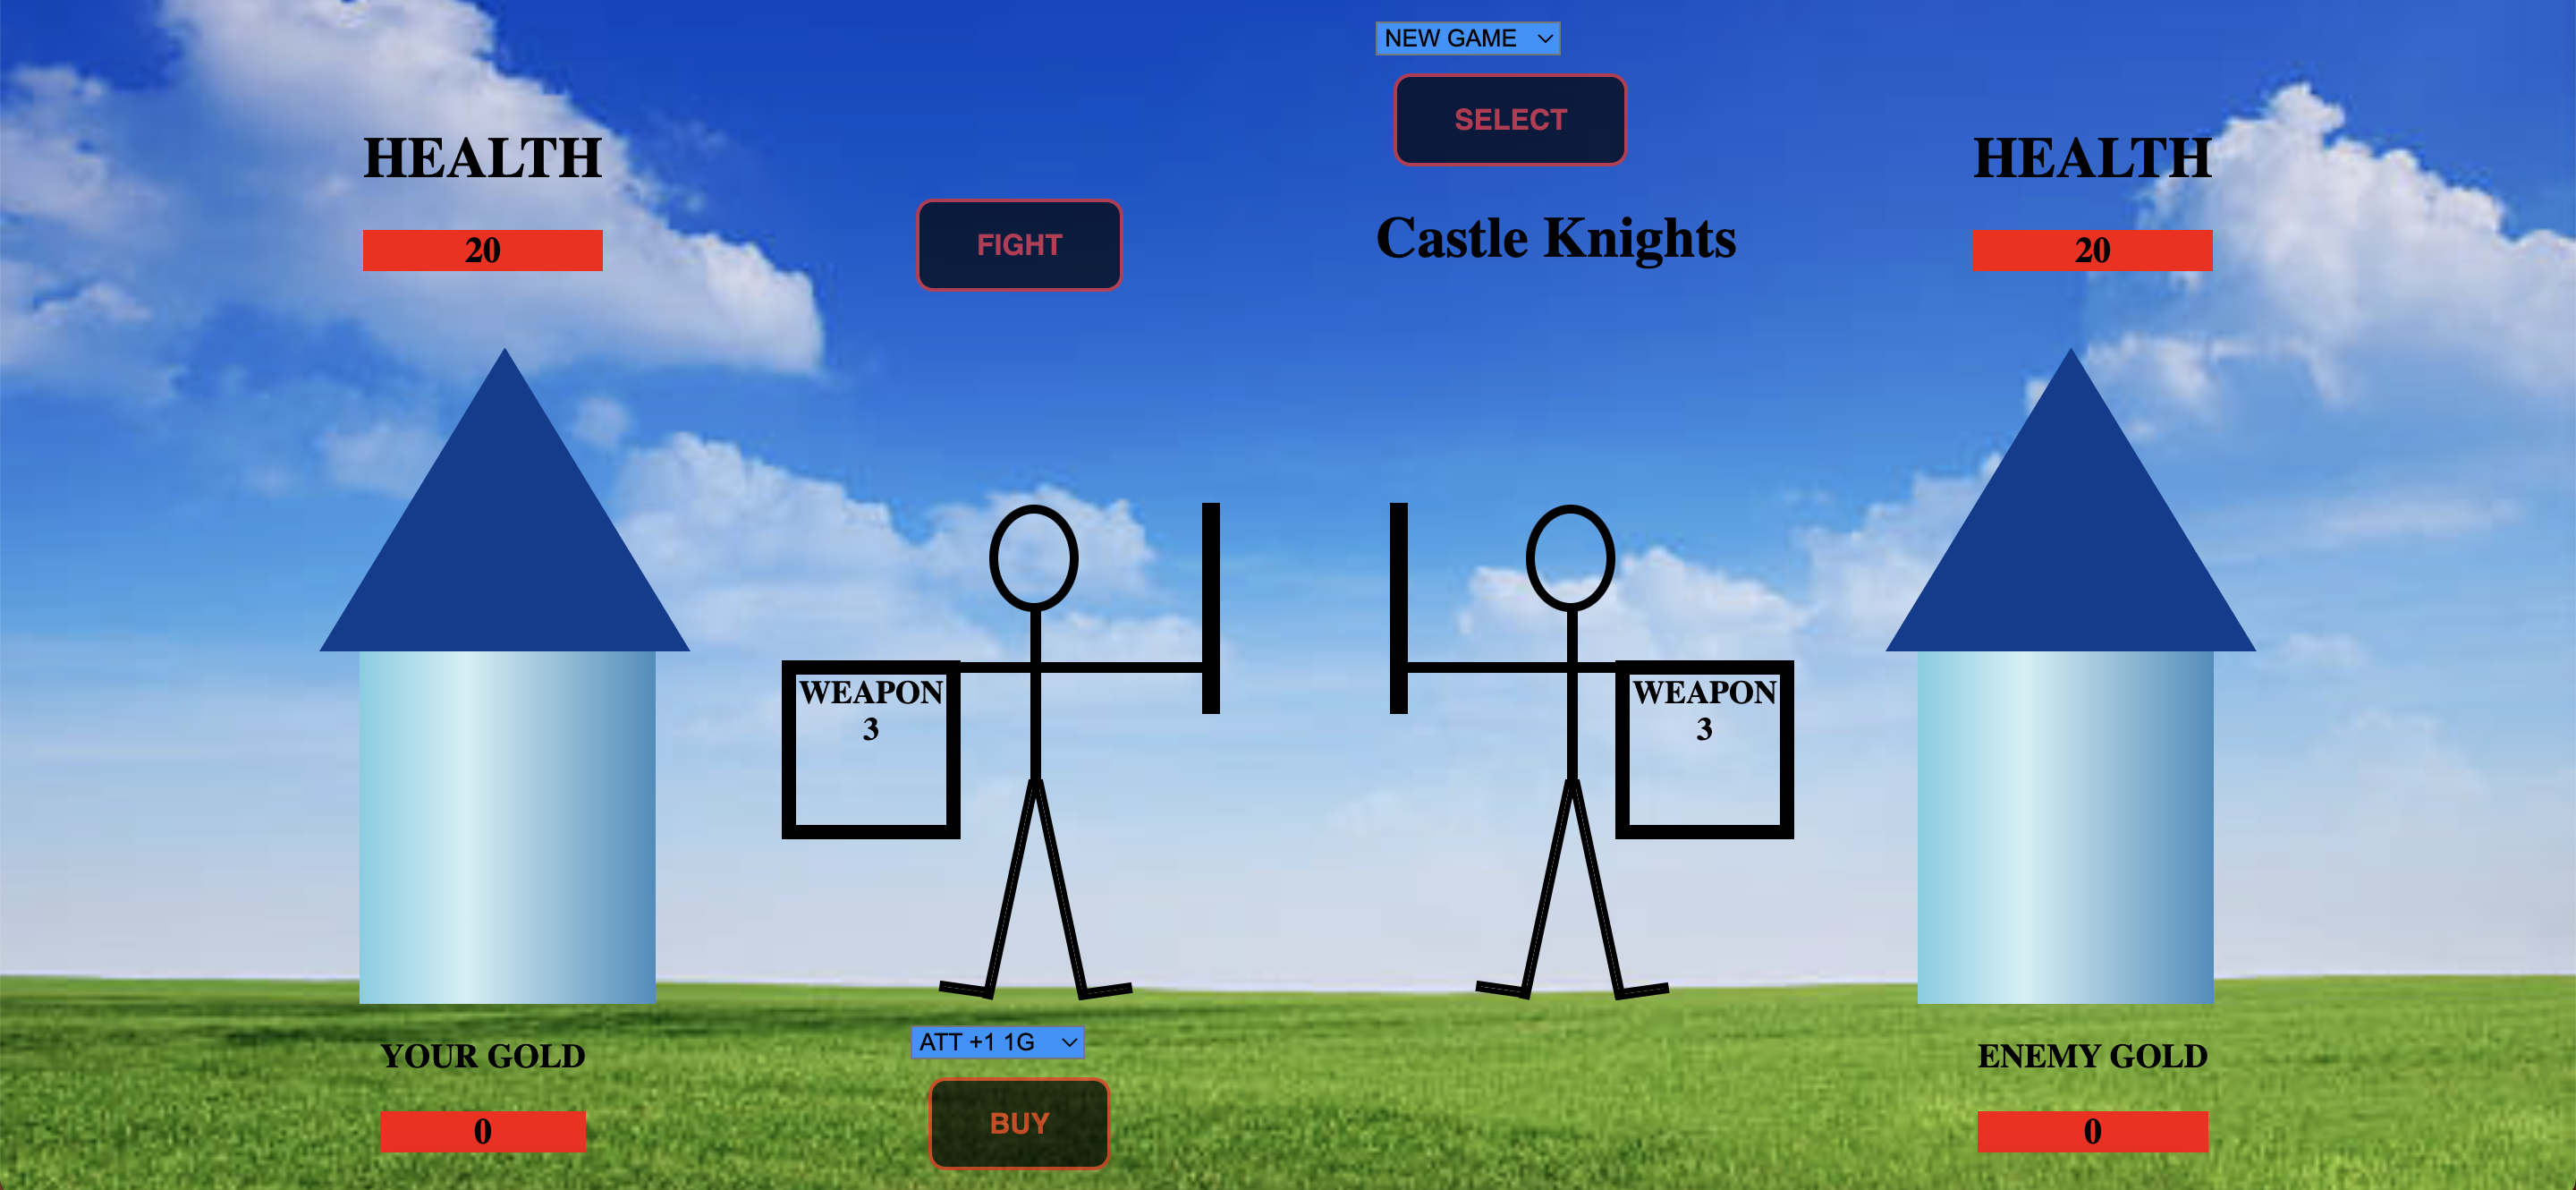 NEW GAME
SELECT
HEALTH
HEALTH
20
FIGHT
Castle Knights
20
WEAPON
3
WEAPON
3
ATT +1 1G
YOUR GOLD
ENEMY GOLD
BUY
0
0